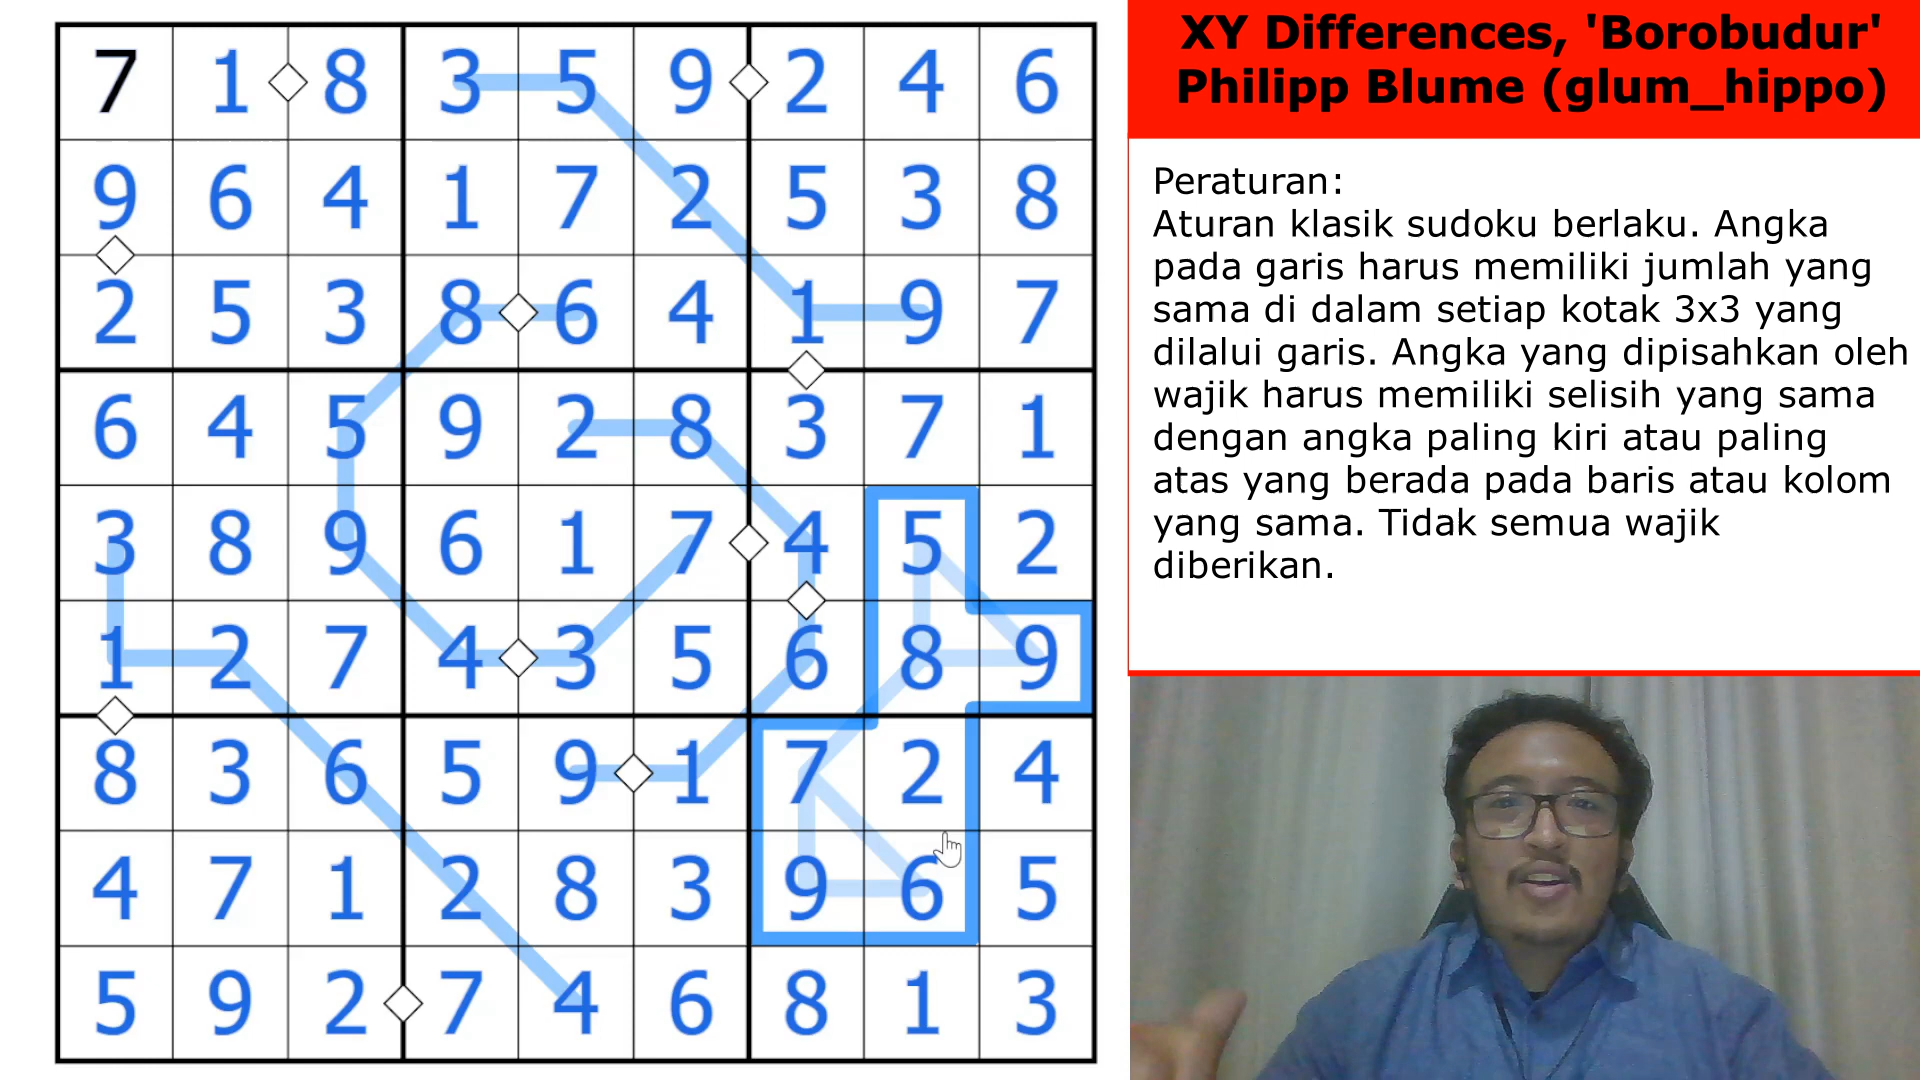 XY Differences, 'Borobudur'
Philipp Blume (glum_hippo)
Peraturan:
Aturan klasik sudoku berlaku. Angka
pada garis harus memiliki jumlah yang
sama di dalam setiap kotak 3x3 yang
dilalui garis. Angka yang dipisahkan oleh
wajik harus memiliki selisih yang sama
dengan angka paling kiri atau paling
atas yang berada pada baris atau kolom
yang sama. Tidak semua wajik
diberikan.
7 1 8 3 5 9 2 4 6
9 6 4 1 7 2 5 3 8
2 5 3 8 6 4 1 9 7
6 4 5 9 2 8 3 7 1
3 8 9 6 1 7 4 5 2
1 2 7 4 3 5 6 8 9
8 3 6 5 9 1 7 2 4
4 7 1 2 8 3 9 6 5
5 9 2 7 4 6 8 1 3